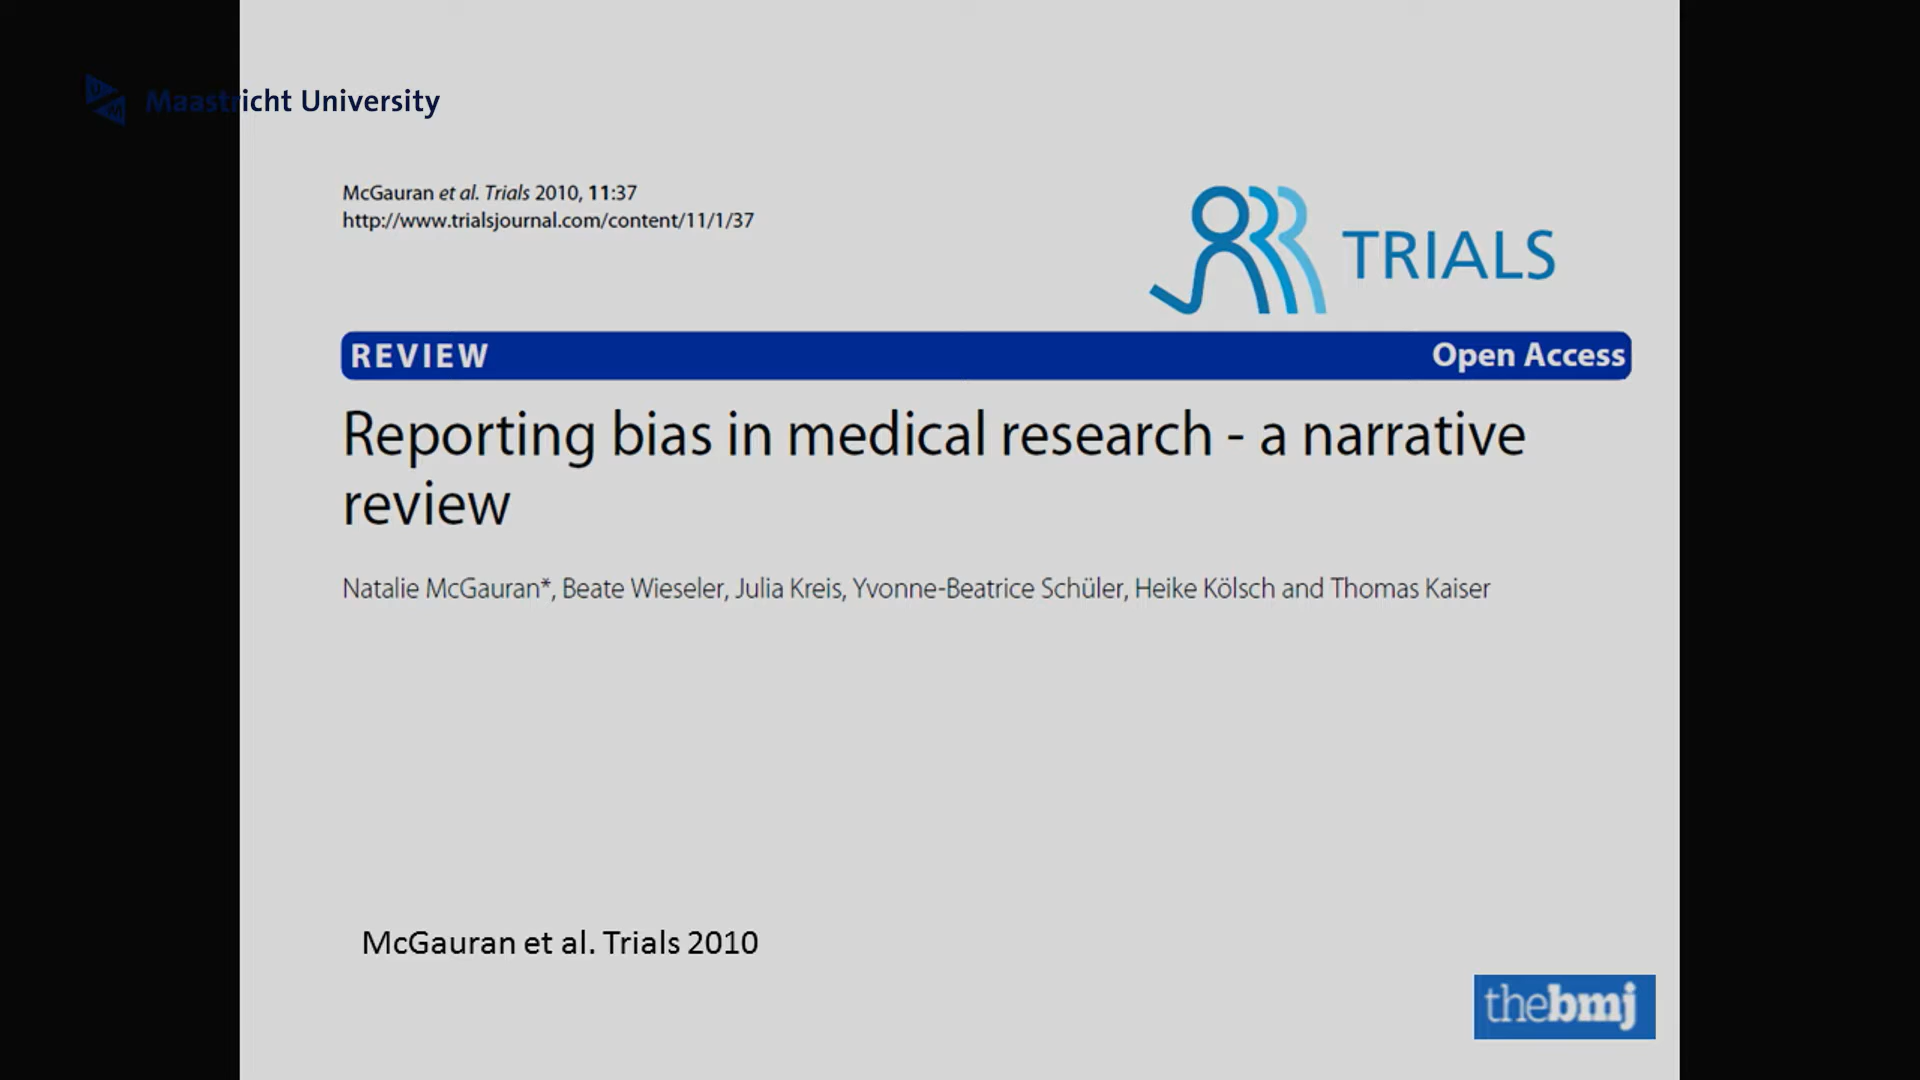 Maastricht University
McGauran et al. Trials 2010, 11:37
http://www.trialsjournal.com/content/11/1/37
TRIALS
REVIEW Open Access
Reporting bias in medical research - a narrative
review
Natalie McGauran*, Beate Wieseler, Julia Kreis, Yvonne-Beatrice Schüler, Heike Kölsch and Thomas Kaiser
McGauran et al. Trials 2010
thebmj